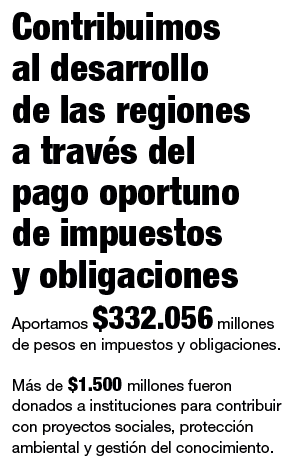 Contribuimos
al desarrollo
de las regiones
a través del
pago oportuno
de impuestos
y obligaciones
Aportamos $332.056 millones
de pesos en impuestos y obligaciones.
Más de $1.500 millones fueron
donados a instituciones para contribuir
con proyectos sociales, protección
ambiental y gestión del conocimiento.